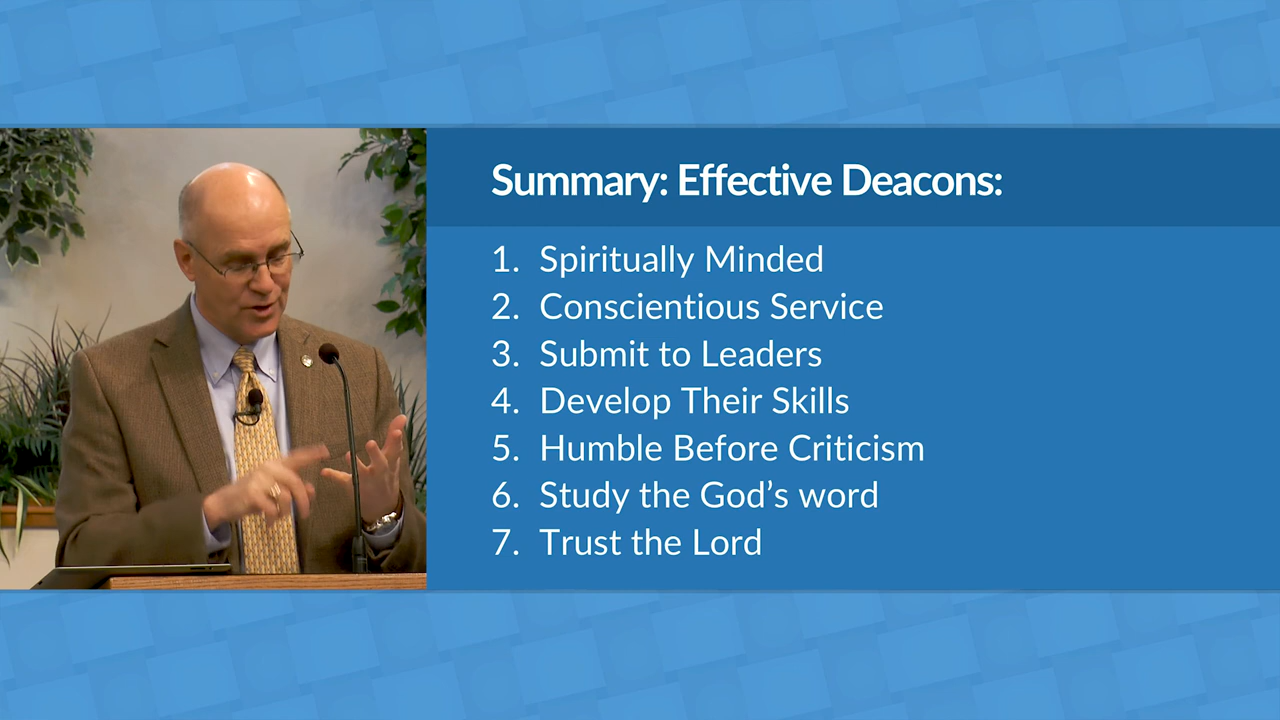 Summary: Effective Deacons:
1. Spiritually Minded
2. Conscientious Service
3. Submit to Leaders
4. Develop Their Skills
5. Humble Before Criticism
6. Study the God's word
7. Trust the Lord